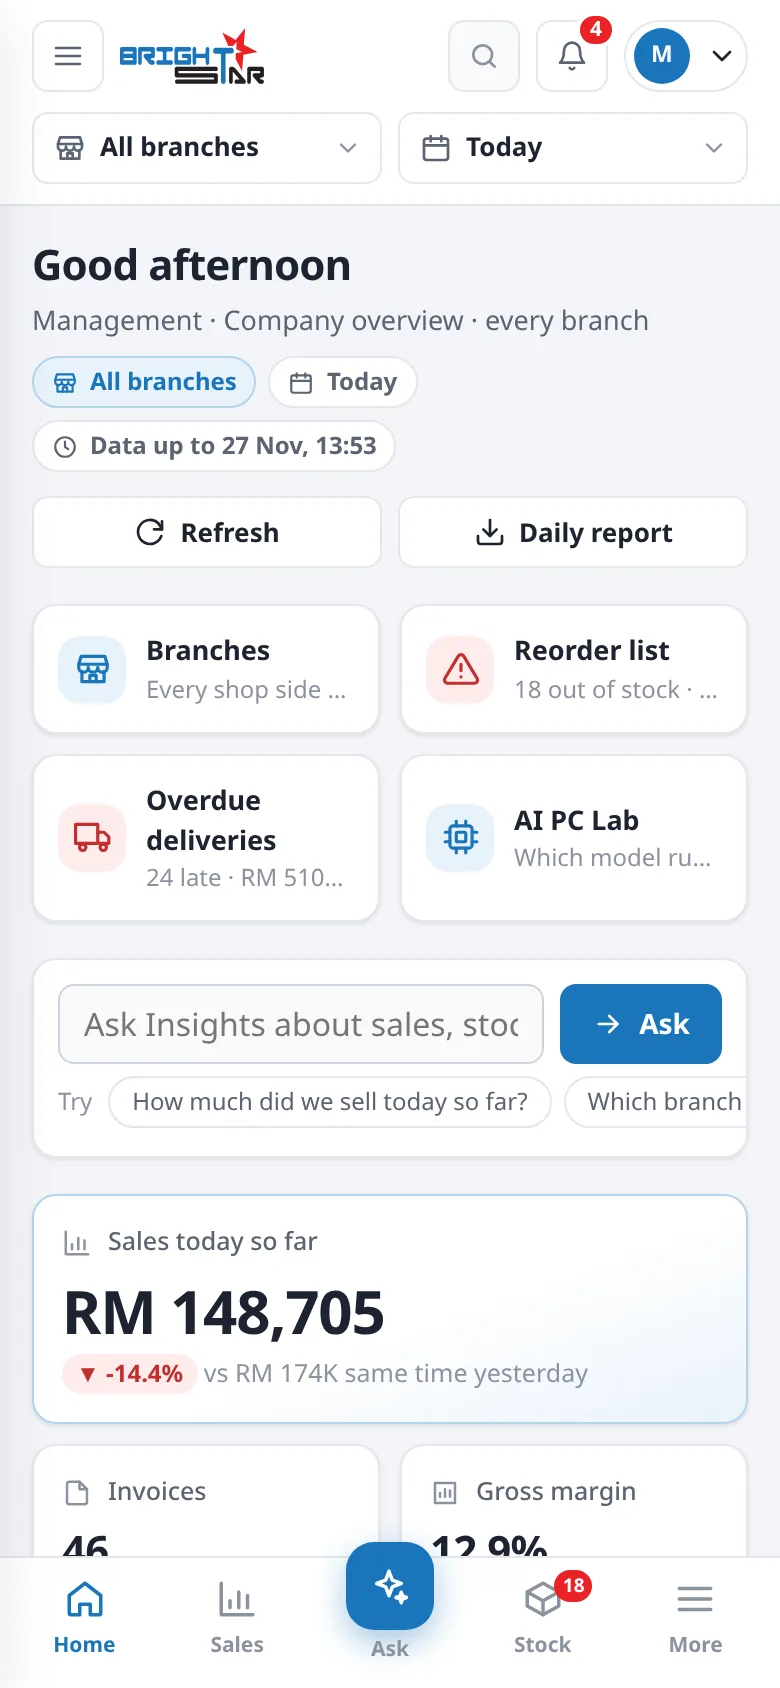 BRIGHT STAR
4
M
All branches
Today
Good afternoon
Management · Company overview · every branch
All branches
Today
Data up to 27 Nov, 13:53
Refresh
Daily report
Branches
Every shop side ...
Reorder list
18 out of stock · ...
Overdue
deliveries
24 late · RM 510...
AI PC Lab
Which model ru...
Ask Insights about sales, stoc
Ask
Try
How much did we sell today so far?
Which branch
Sales today so far
RM 148,705
▼ -14.4% vs RM 174K same time yesterday
Invoices
46
Gross margin
12.9%
Home
Sales
Ask
18
Stock
More